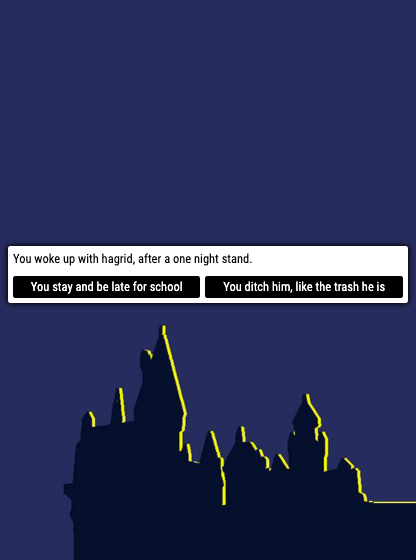 You woke up with hagrid, after a one night stand.
You stay and be late for school
You ditch him, like the trash he is